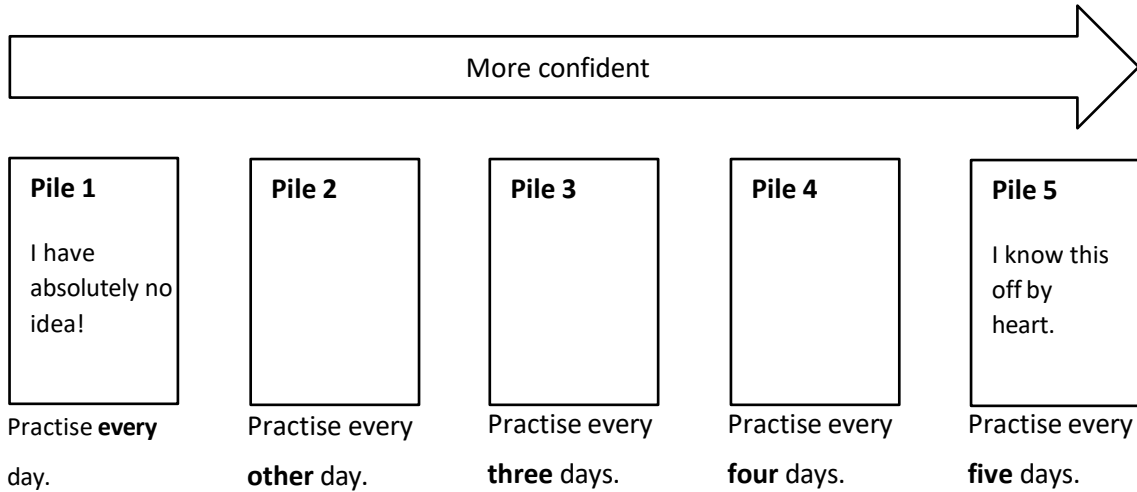 More confident
Pile 1
I have
absolutely no
idea!
Practise every
day.
Pile 2
Practise every
other day.
Pile 3
Practise every
three days.
Pile 4
Practise every
four days.
Pile 5
I know this
off by
heart.
Practise every
five days.